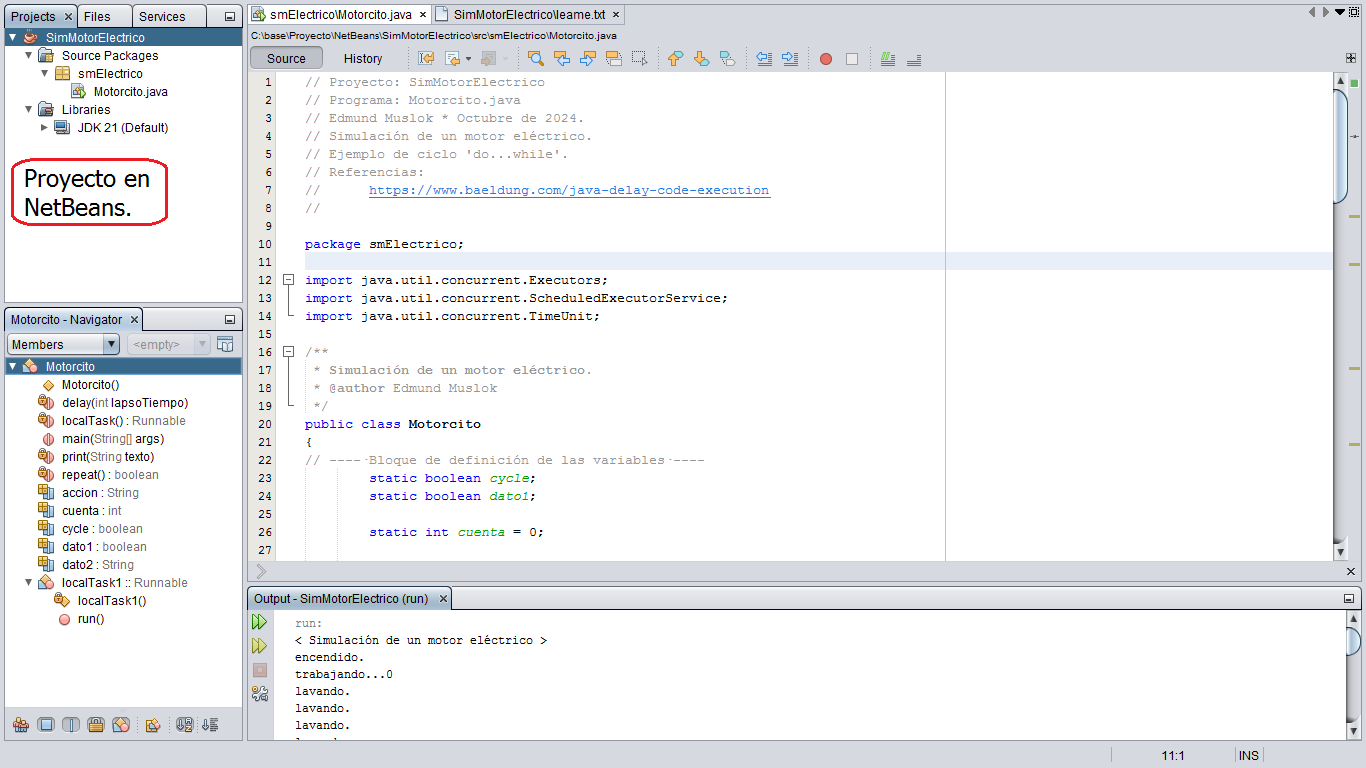 Projects
Files
Services
SimMotorElectrico
Source Packages
smElectrico
Motorcito.java
Libraries
JDK 21 (Default)
Proyecto en
NetBeans.
Motorcito - Navigator
Members
<empty>
Motorcito
Motorcito()
delay(int lapsoTiempo)
localTask() : Runnable
main(String[] args)
print(String texto)
repeat() : boolean
accion : String
cuenta : int
cycle : boolean
dato1 : boolean
dato2 : String
localTask1 :: Runnable
localTask1()
run()
smElectrico\Motorcito.java
SimMotorElectrico\leame.txt
C:\base\Proyecto\NetBeans\SimMotorElectrico\src\smElectrico\Motorcito.java
Source
History
1 // Proyecto: SimMotorElectrico
2 // Programa: Motorcito.java
3 // Edmund Muslok * Octubre de 2024.
4 // Simulación de un motor eléctrico.
5 // Ejemplo de ciclo 'do...while'.
6 // Referencias:
7 // https://www.baeldung.com/java-delay-code-execution
8 //
9
10 package smElectrico;
11
12 import java.util.concurrent.Executors;
13 import java.util.concurrent.ScheduledExecutorService;
14 import java.util.concurrent.TimeUnit;
15
16 /**
17 * Simulación de un motor eléctrico.
18 * @author Edmund Muslok
19 */
20 public class Motorcito
21 {
22 // ---- Bloque de definición de las variables ----
23 static boolean cycle;
24 static boolean dato1;
25
26 static int cuenta = 0;
27
Output - SimMotorElectrico (run)
run:
< Simulación de un motor eléctrico >
encendido.
trabajando...0
lavando.
lavando.
lavando.
11:1
INS